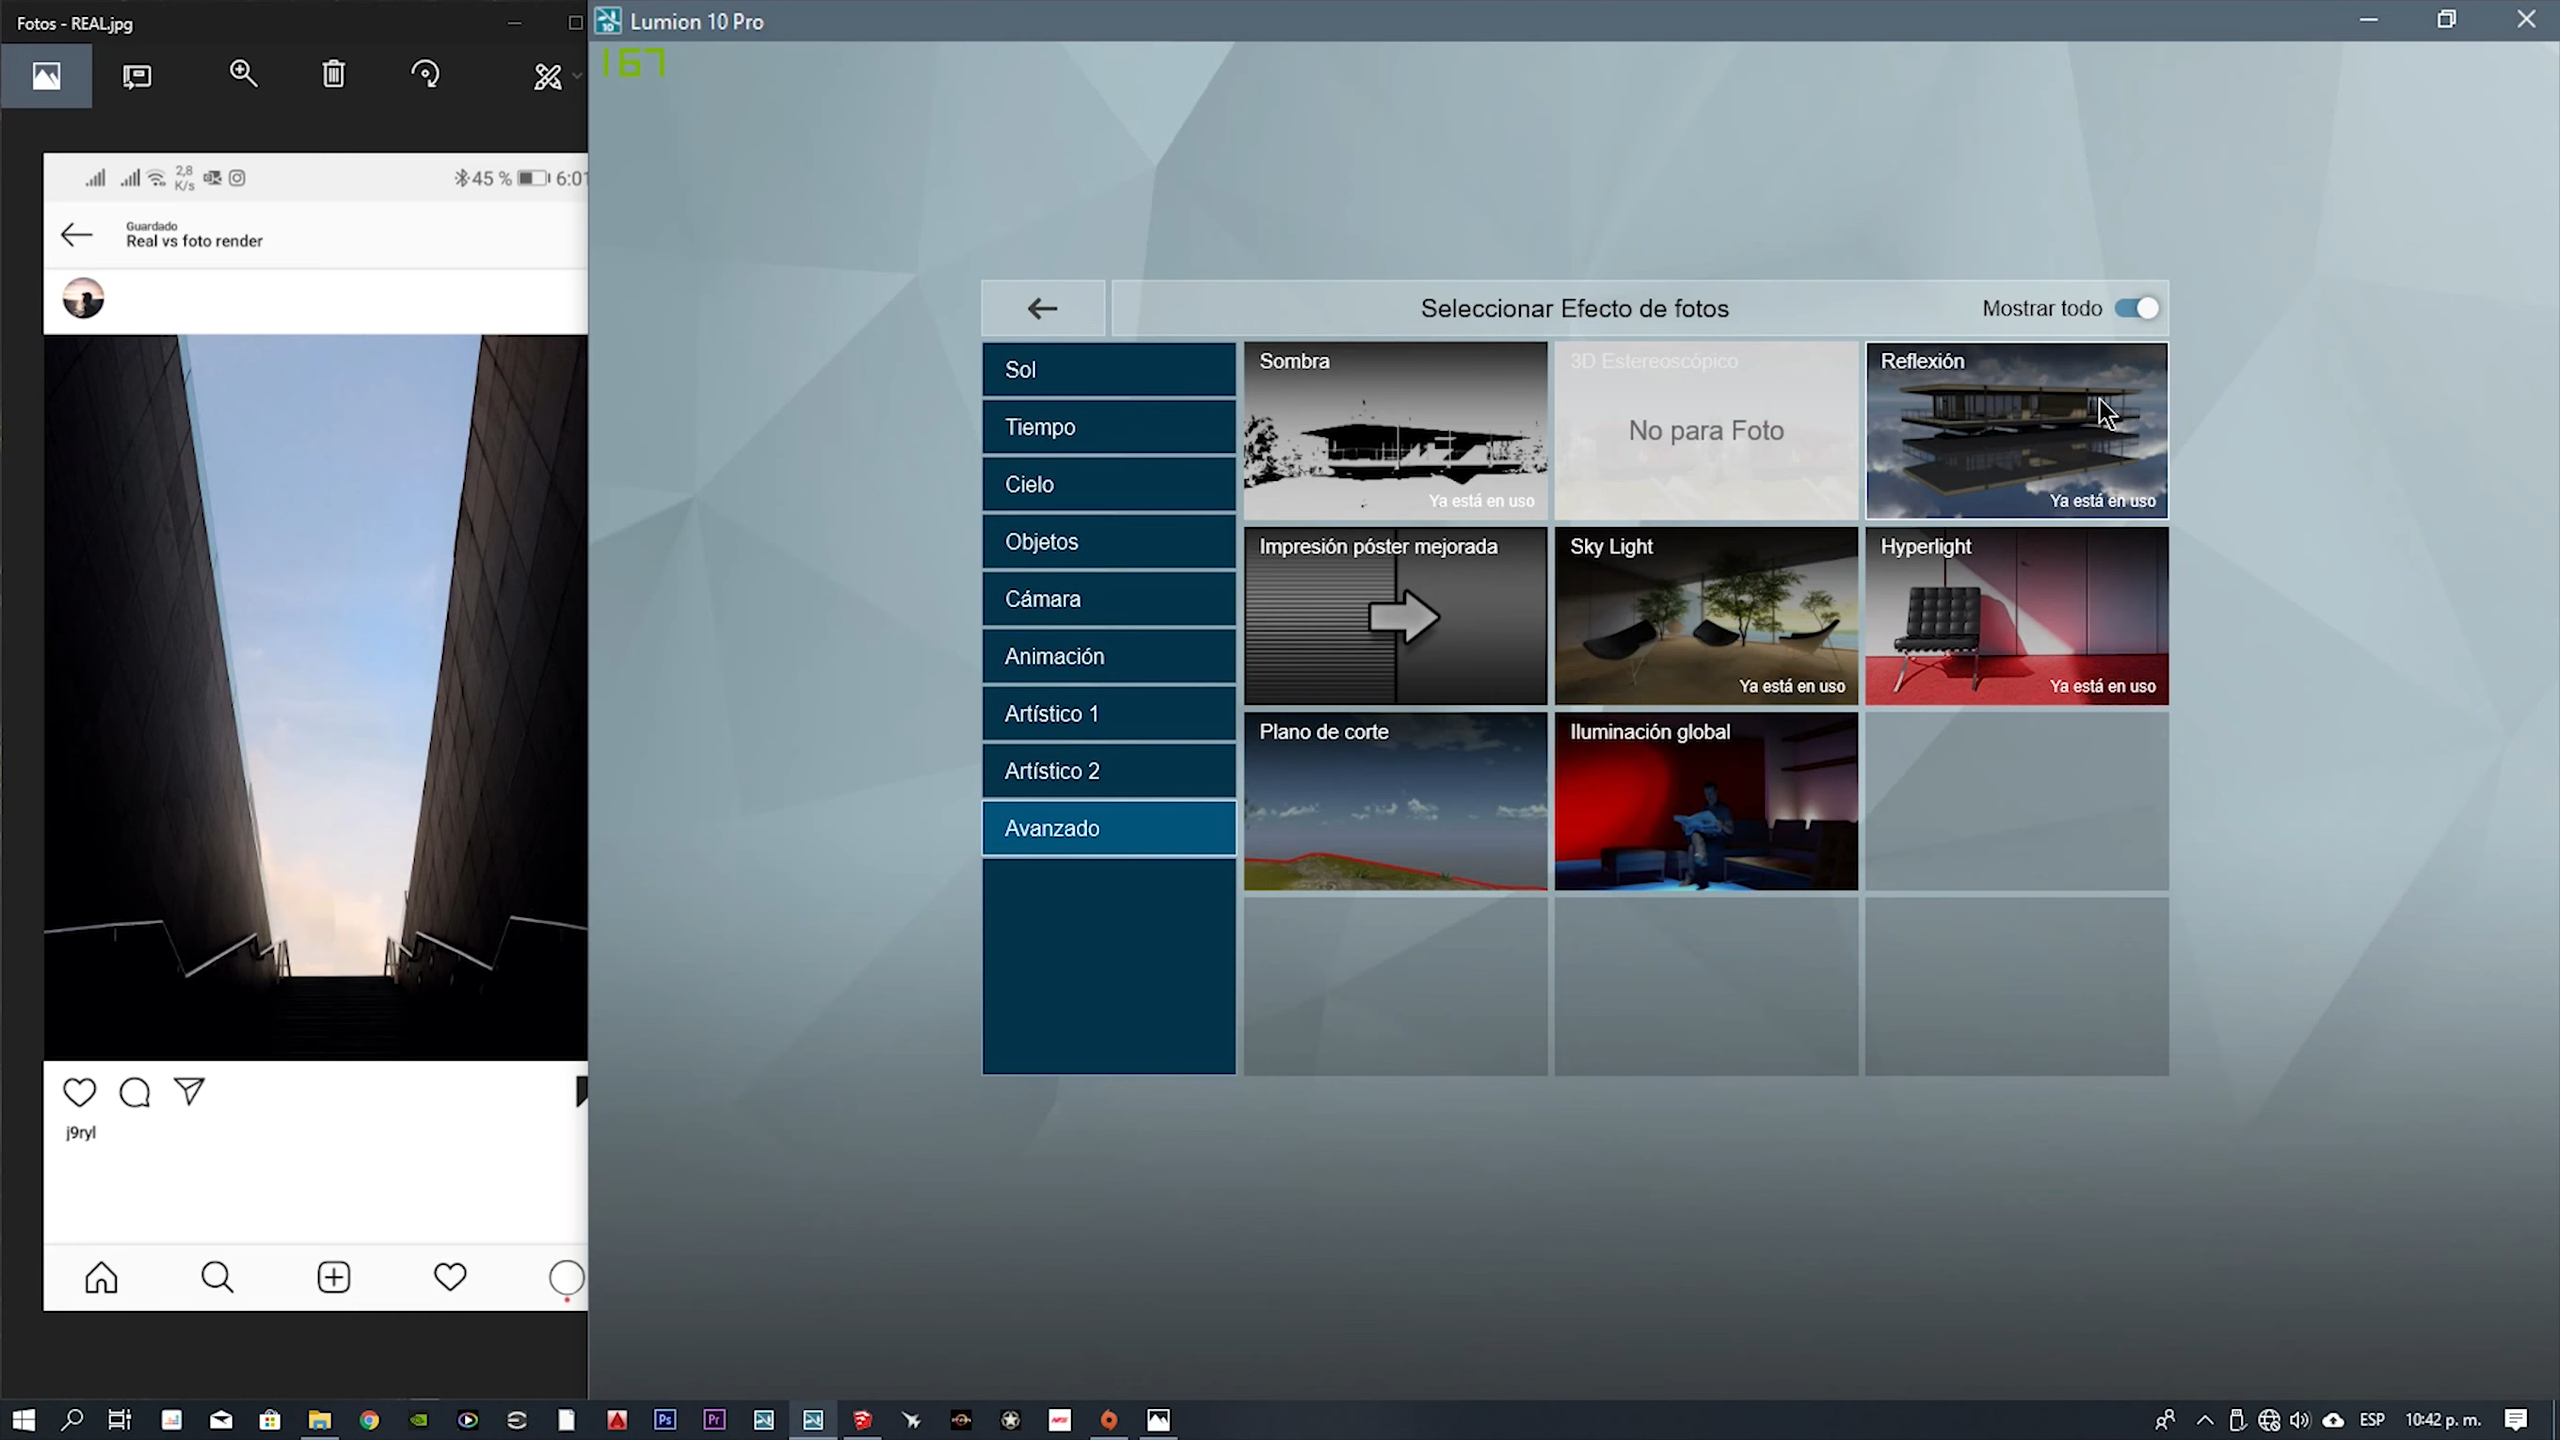 Fotos - REAL.jpg
2,8
K/s
45 %
6:01
Guardado
Real vs foto render
j9ryl
Lumion 10 Pro
167
Seleccionar Efecto de fotos
Mostrar todo
Sol
Tiempo
Cielo
Objetos
Cámara
Animación
Artístico 1
Artístico 2
Avanzado
Sombra
Ya está en uso
3D Estereoscópico
No para Foto
Reflexión
Ya está en uso
Impresión póster mejorada
Sky Light
Ya está en uso
Hyperlight
Ya está en uso
Plano de corte
Iluminación global
Ps
Pr
ESP
10:42 p. m.